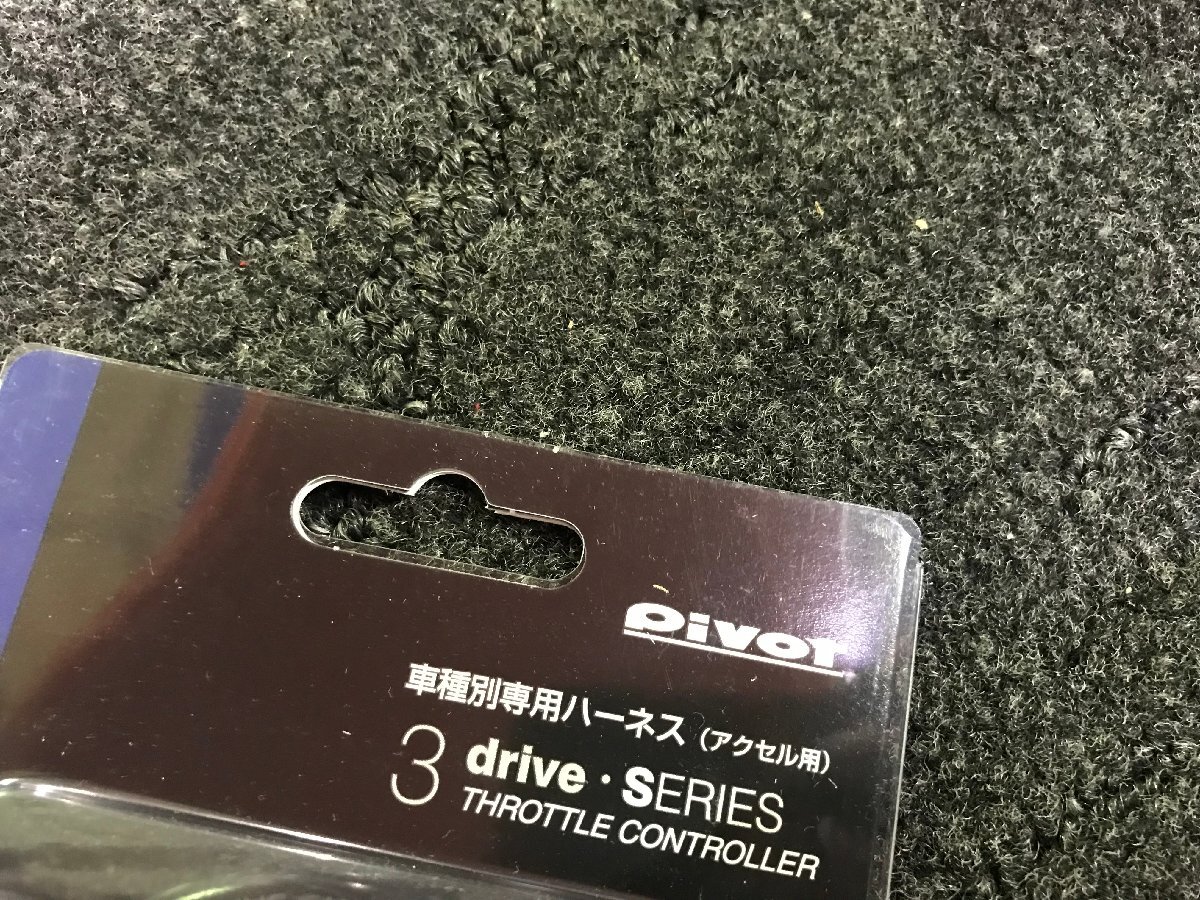 pivot
車種別専用ハーネス（アクセル用）
3 drive・SERIES
THROTTLE CONTROLLER